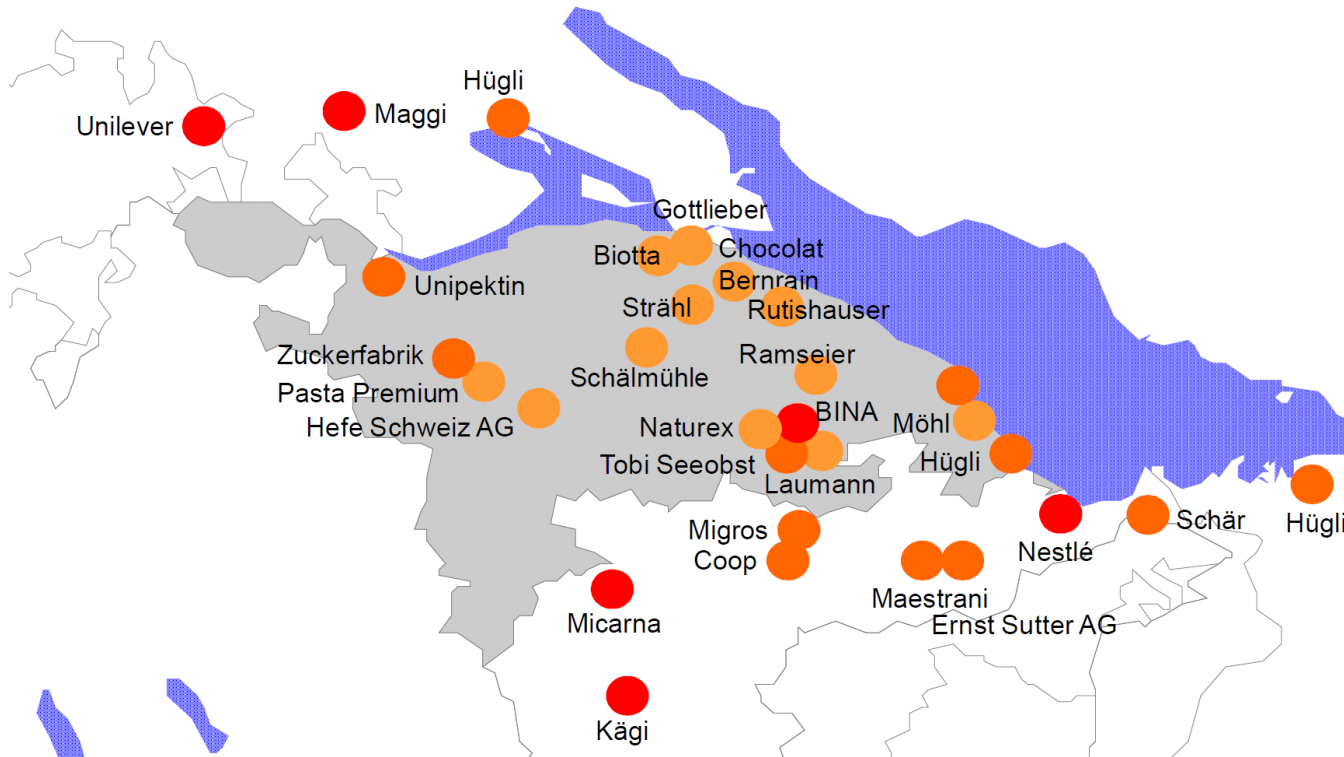 Hügli
Unilever
Maggi
Gottlieber
Biotta
Chocolat
Bernrain
Unipektin
Strähl
Rutishauser
Zuckerfabrik
Ramseier
Schälmühle
Pasta Premium
Hefe Schweiz AG
Naturex
BINA
Möhl
Tobi Seeobst
Hügli
Laumann
Migros
Schär
Hügli
Coop
Nestlé
Maestrani
Micarna
Ernst Sutter AG
Kägi